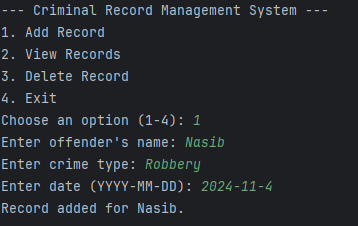 --- Criminal Record Management System ---
1. Add Record
2. View Records
3. Delete Record
4. Exit
Choose an option (1-4): 1
Enter offender's name: Nasib
Enter crime type: Robbery
Enter date (YYYY-MM-DD): 2024-11-4
Record added for Nasib.